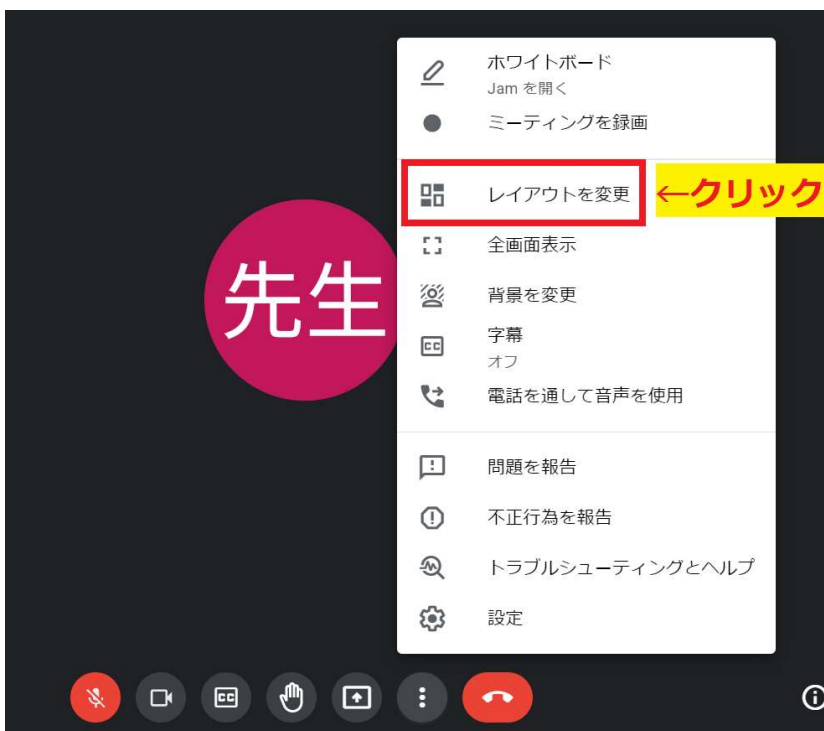 ホワイトボード
Jam を開く
ミーティングを録画
レイアウトを変更
←クリック
全画面表示
先生
背景を変更
字幕
オフ
電話を通して音声を使用
問題を報告
不正行為を報告
トラブルシューティングとヘルプ
設定